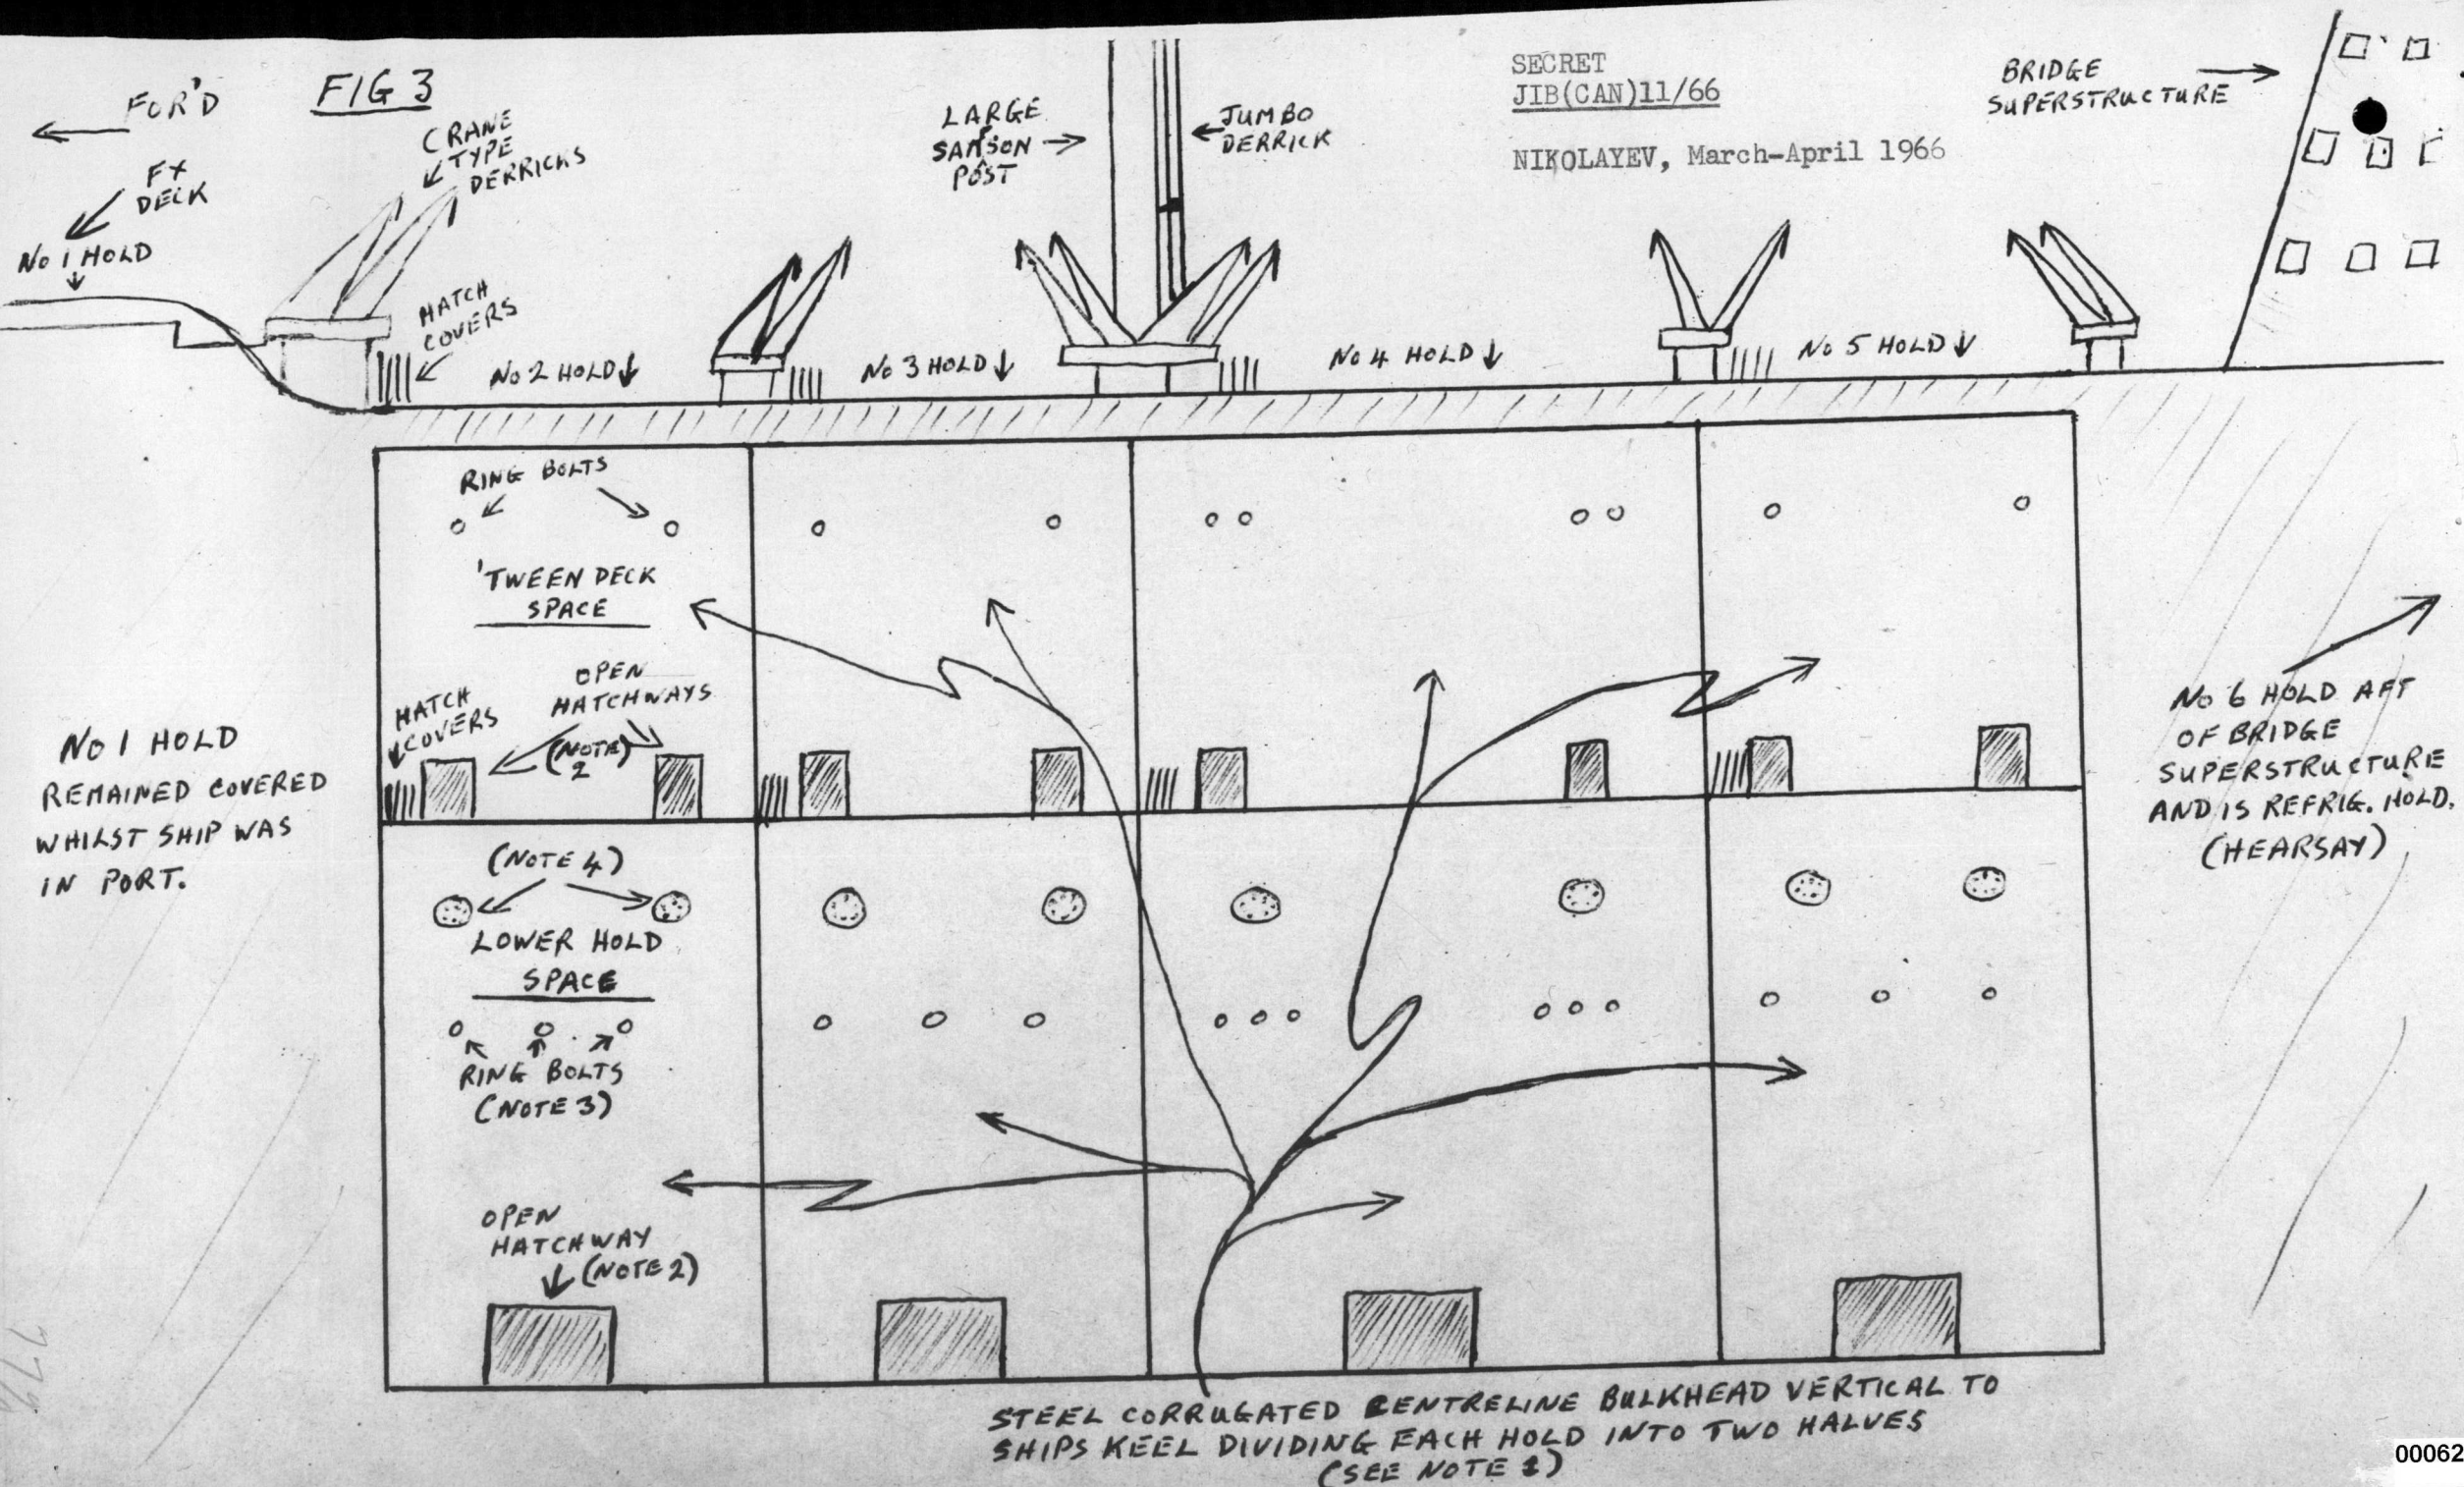 FIG 3
FOR'D
F'X
DECK
NO 1 HOLD
CRANE
TYPE
DERRICKS
HATCH
COVERS
LARGE
SAMSON
POST
JUMBO
DERRICK
SECRET
JIB(CAN)11/66
NIKOLAYEV, March-April 1966
BRIDGE
SUPERSTRUCTURE
NO 2 HOLD
NO 3 HOLD
NO 4 HOLD
NO 5 HOLD
RING BOLTS
'TWEEN DECK
SPACE
HATCH
COVERS
OPEN
HATCHWAYS
(NOTE)
2
NO 1 HOLD
REMAINED COVERED
WHILST SHIP WAS
IN PORT.
NO 6 HOLD AFT
OF BRIDGE
SUPERSTRUCTURE
AND IS REFRIG. HOLD.
(HEARSAY)
(NOTE 4)
LOWER HOLD
SPACE
RING BOLTS
(NOTE 3)
OPEN
HATCHWAY
(NOTE 2)
STEEL CORRUGATED CENTRELINE BULKHEAD VERTICAL TO
SHIPS KEEL DIVIDING EACH HOLD INTO TWO HALVES
(SEE NOTE 1)
00062